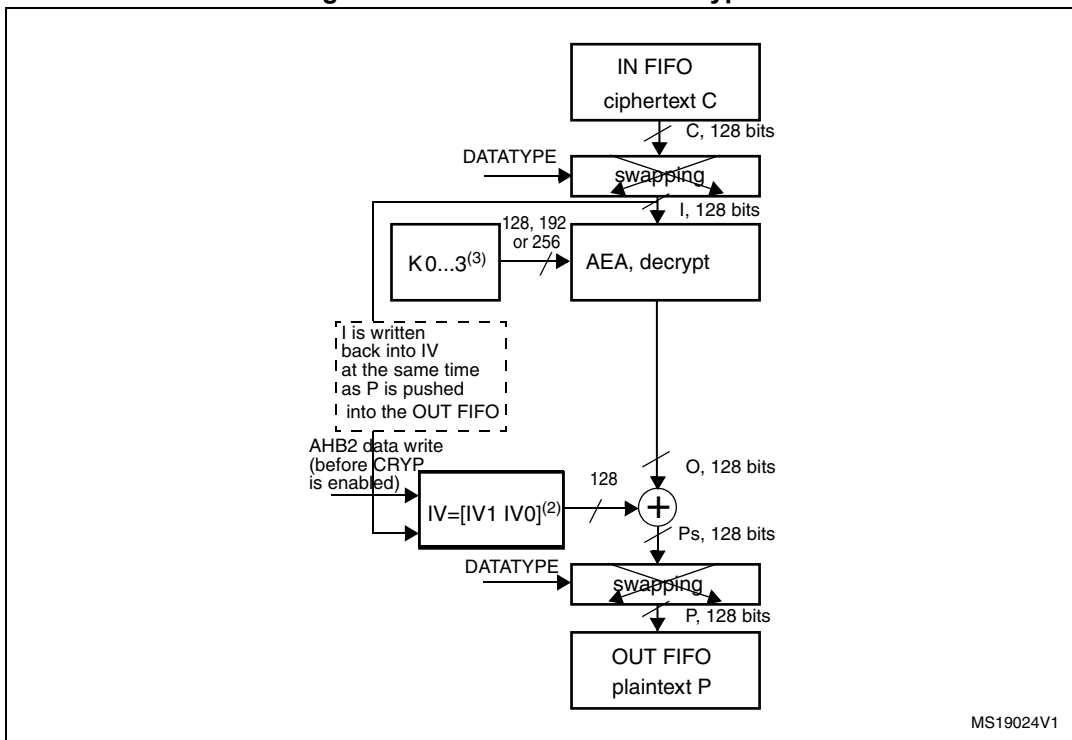 IN FIFO
ciphertext C
C, 128 bits
DATATYPE
swapping
I, 128 bits
128, 192
or 256
K 0...3(3)
AEA, decrypt
I is written
back into IV
at the same time
as P is pushed
into the OUT FIFO
AHB2 data write
(before CRYP
is enabled)
IV=[IV1 IV0](2)
128
O, 128 bits
+
Ps, 128 bits
DATATYPE
swapping
P, 128 bits
OUT FIFO
plaintext P
MS19024V1